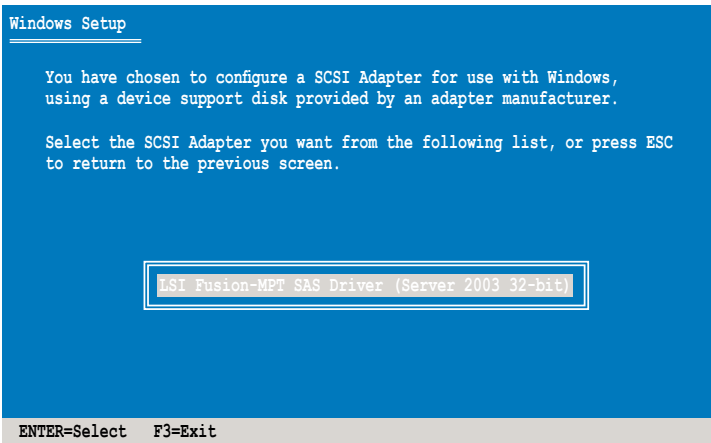 Windows Setup
You have chosen to configure a SCSI Adapter for use with Windows,
using a device support disk provided by an adapter manufacturer.
Select the SCSI Adapter you want from the following list, or press ESC
to return to the previous screen.
LSI Fusion-MPT SAS Driver (Server 2003 32-bit)
ENTER=Select F3=Exit